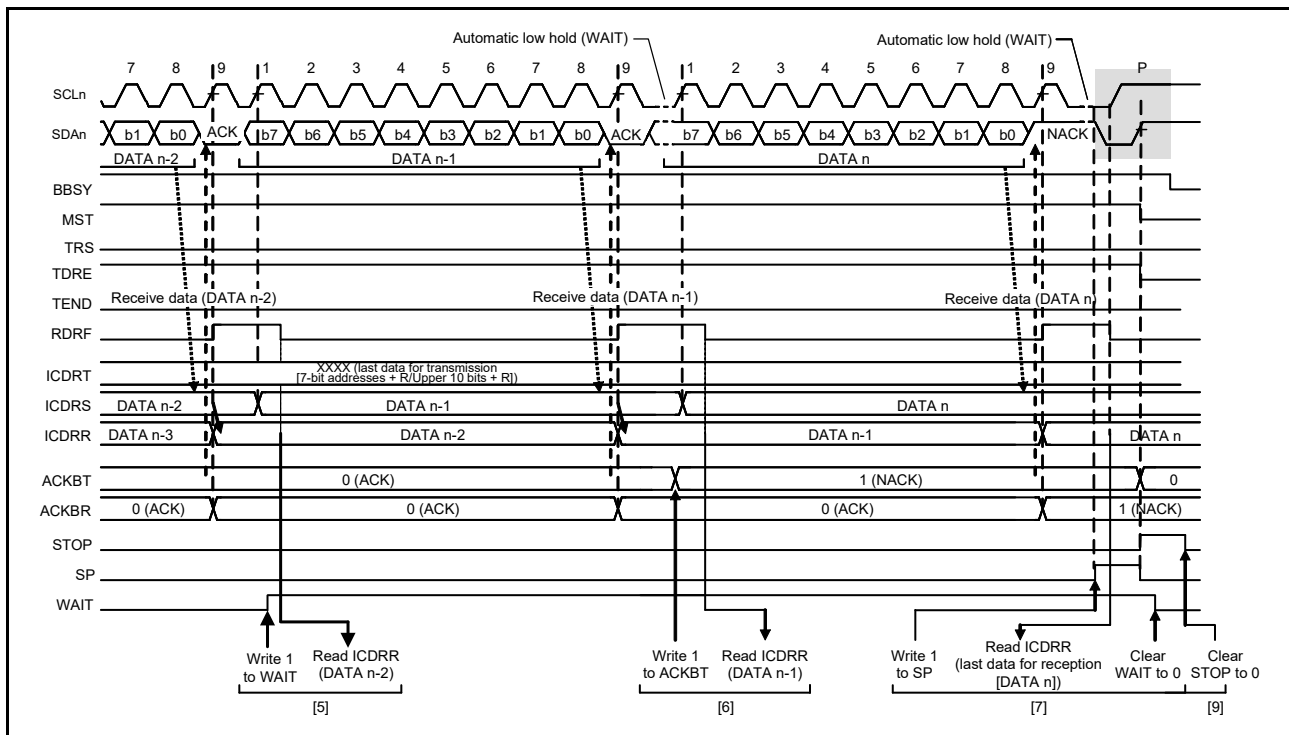 Automatic low hold (WAIT)
Automatic low hold (WAIT)
7 8 9 1 2 3 4 5 6 7 8 9 1 2 3 4 5 6 7 8 9 P
SCLn
SDAn b1 b0 ACK b7 b6 b5 b4 b3 b2 b1 b0 ACK b7 b6 b5 b4 b3 b2 b1 b0 NACK
DATA n-2 DATA n-1 DATA n
BBSY
MST
TRS
TDRE
Receive data (DATA n-2) Receive data (DATA n-1) Receive data (DATA n)
TEND
RDRF
XXXX (last data for transmission
ICDRT
[7-bit addresses + R/Upper 10 bits + R])
ICDRS DATA n-2 DATA n-1 DATA n
ICDRR DATA n-3 DATA n-2 DATA n-1 DATA n
ACKBT 0 (ACK) 1 (NACK) 0
ACKBR 0 (ACK) 0 (ACK) 0 (ACK) 1 (NACK)
STOP
SP
WAIT
Write 1
to WAIT
Read ICDRR
(DATA n-2)
[5]
Write 1
to ACKBT
Read ICDRR
(DATA n-1)
[6]
Write 1
to SP
Read ICDRR
(last data for reception
[DATA n])
Clear
WAIT to 0
[7]
Clear
STOP to 0
[9]